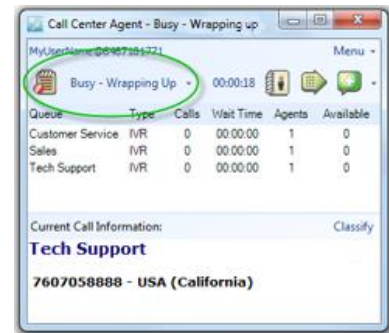 Call Center Agent - Busy - Wrapping up
Menu
Busy - Wrapping Up 00:00:18
Queue Type Calls Wait Time Agents Available
Customer Service IVR 0 00:00:00 1 0
Sales IVR 0 00:00:00 1 0
Tech Support IVR 0 00:00:00 1 0
Current Call Information: Classify
Tech Support
7607058888 - USA (California)